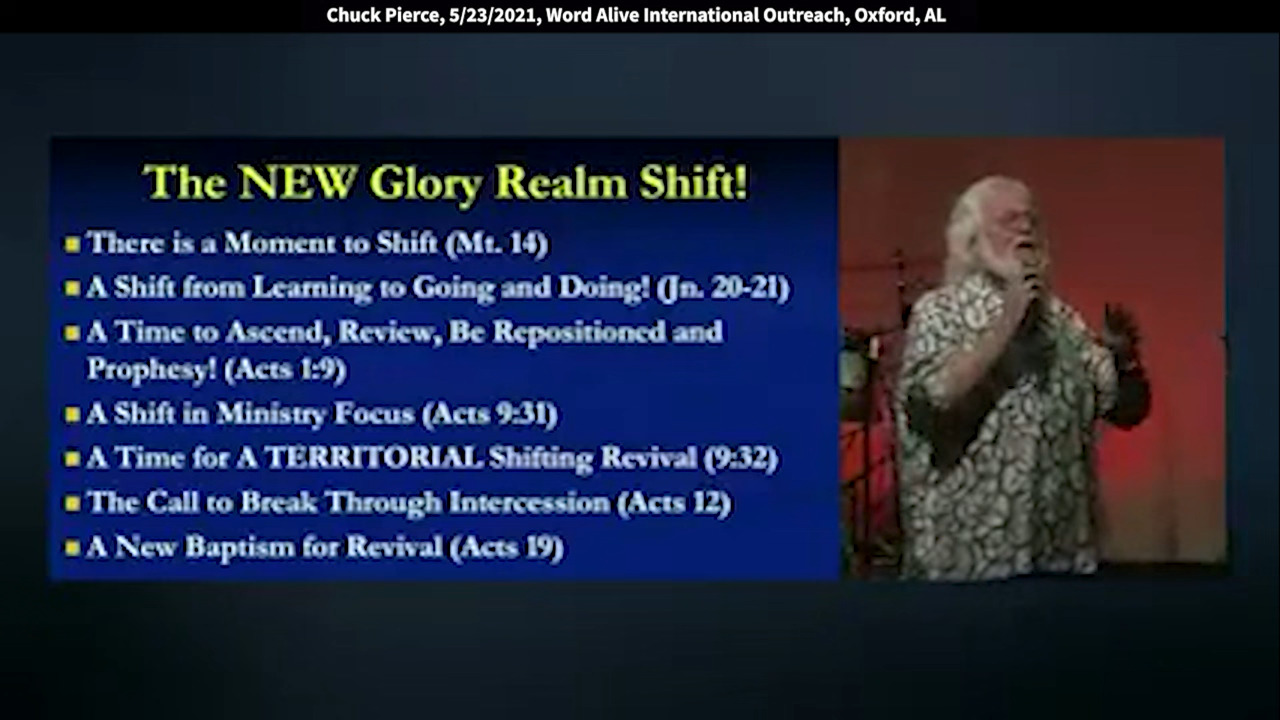 Chuck Pierce, 5/23/2021, Word Alive International Outreach, Oxford, AL
The NEW Glory Realm Shift!
There is a Moment to Shift (Mt. 14)
A Shift from Learning to Going and Doing! (Jn. 20-21)
A Time to Ascend, Review, Be Repositioned and
Prophesy! (Acts 1:9)
A Shift in Ministry Focus (Acts 9:31)
A Time for A TERRITORIAL Shifting Revival (9:32)
The Call to Break Through Intercession (Acts 12)
A New Baptism for Revival (Acts 19)